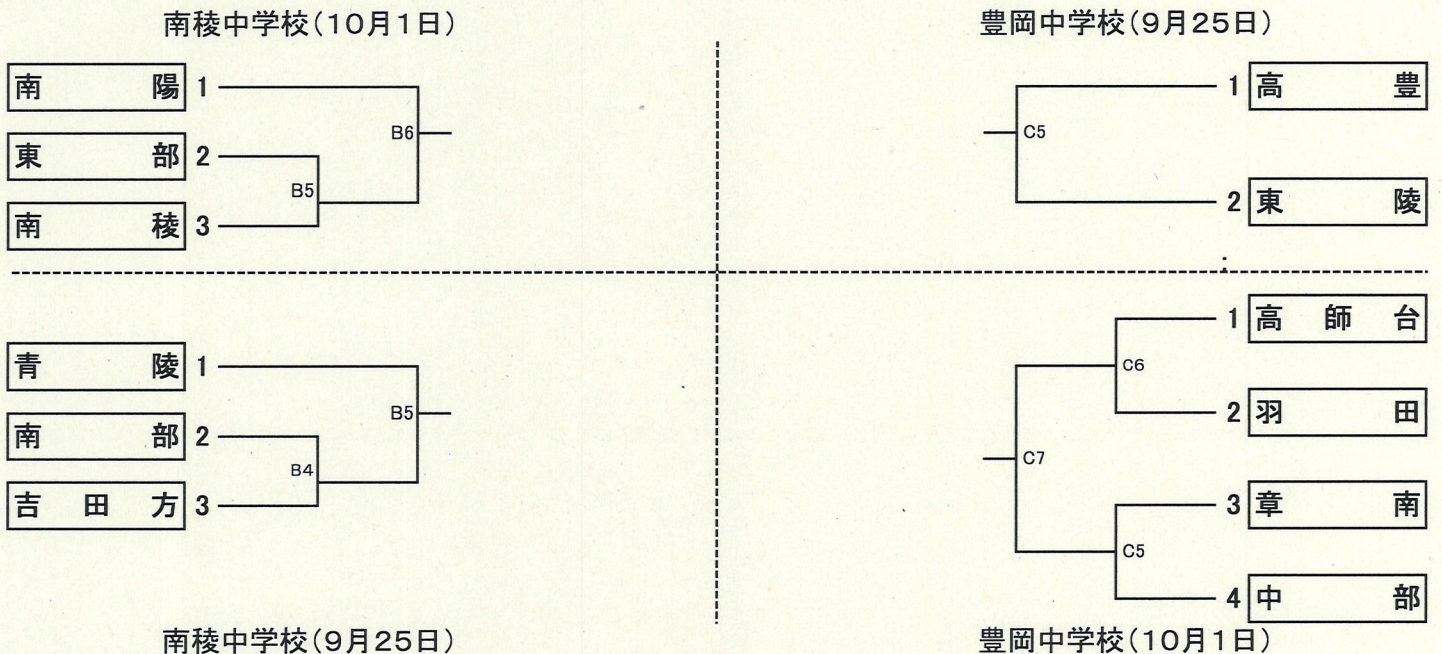 南稜中学校(10月1日)
南陽 1
東部 2
南稜 3
B6
B5
豊岡中学校(9月25日)
1 高豊
2 東陵
C5
青陵 1
南部 2
吉田方 3
B5
B4
南稜中学校(9月25日)
1 高師台
2 羽田
3 章南
4 中部
C6
C7
C5
豊岡中学校(10月1日)